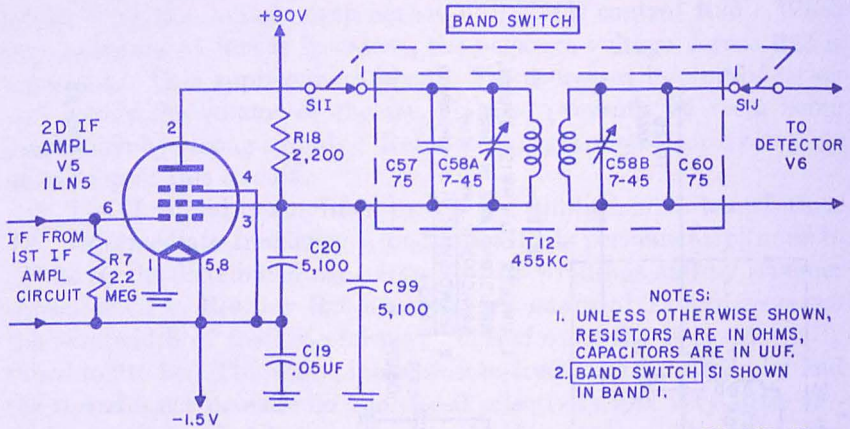 +90V
BAND SWITCH
2
S1I
S1J
2D IF
AMPL
V5
1LN5
R18
2,200
C57
75
C58A
7-45
C58B
7-45
C60
75
TO
DETECTOR
V6
4
6
3
IF FROM
1ST IF
AMPL
CIRCUIT
R7
2.2
MEG
1
5,8
C20
5,100
C99
5,100
T12
455KC
C19
.05UF
-1.5V
NOTES:
1. UNLESS OTHERWISE SHOWN,
RESISTORS ARE IN OHMS,
CAPACITORS ARE IN UUF.
2. BAND SWITCH S1 SHOWN
IN BAND 1.